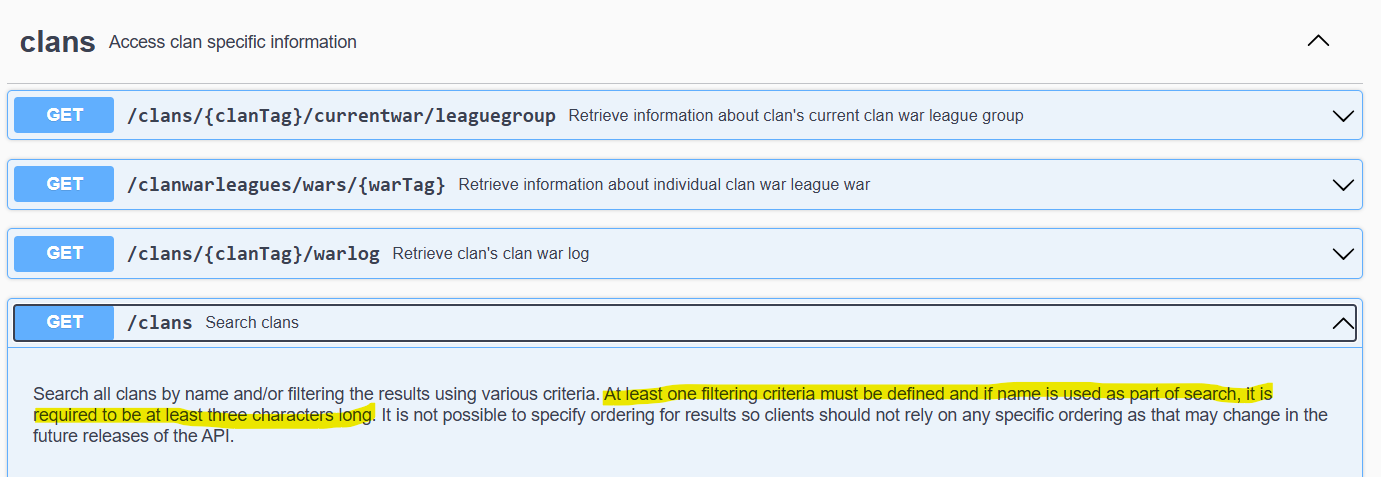 clans Access clan specific information
GET /clans/{clanTag}/currentwar/leaguegroup Retrieve information about clan's current clan war league group
GET /clanwarleagues/wars/{warTag} Retrieve information about individual clan war league war
GET /clans/{clanTag}/warlog Retrieve clan's clan war log
GET /clans Search clans
Search all clans by name and/or filtering the results using various criteria. At least one filtering criteria must be defined and if name is used as part of search, it is
required to be at least three characters long. It is not possible to specify ordering for results so clients should not rely on any specific ordering as that may change in the
future releases of the API.